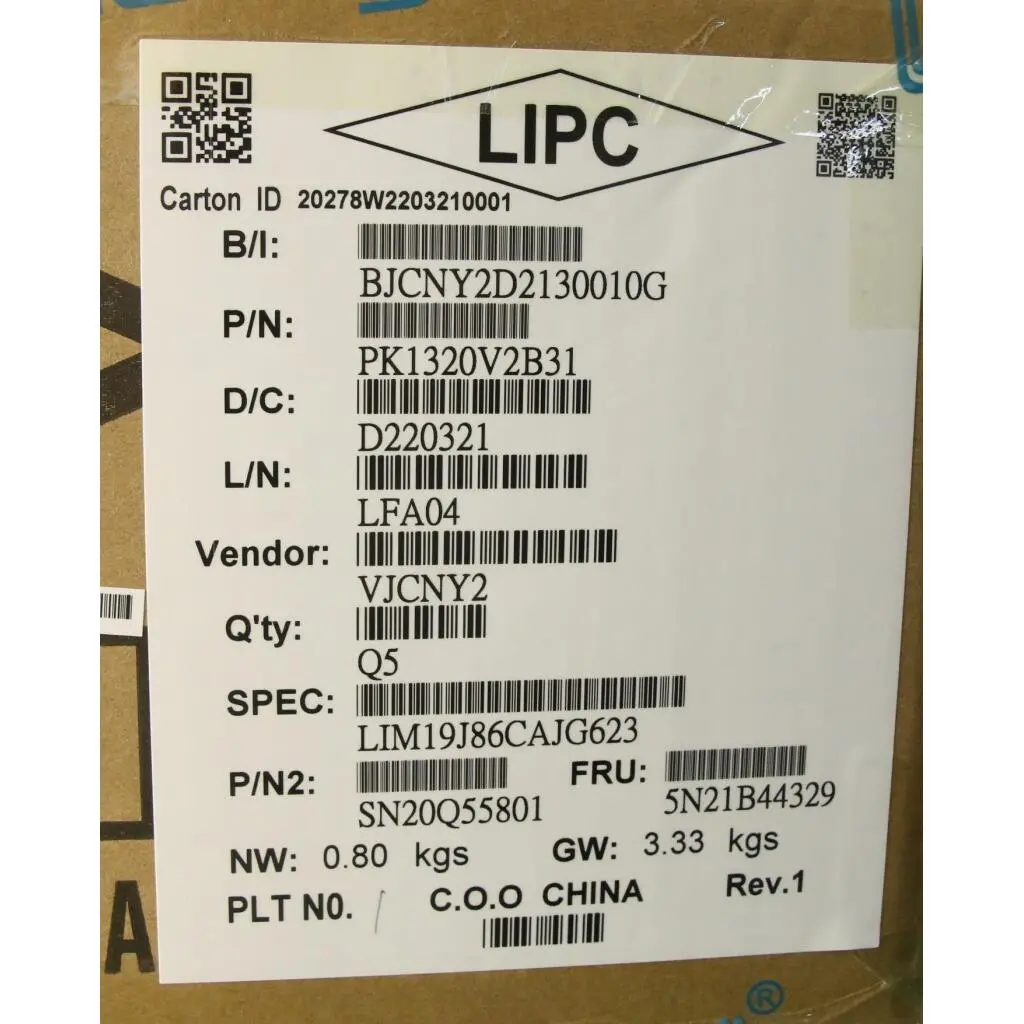 LIPC
Carton ID 20278W2203210001
B/I:
BJCNY2D2130010G
P/N:
PK1320V2B31
D/C:
D220321
L/N:
LFA04
Vendor:
VJCNY2
Q'ty:
Q5
SPEC:
LIM19J86CAJG623
P/N2: FRU:
SN20Q55801 5N21B44329
NW: 0.80 kgs GW: 3.33 kgs
PLT N0. / C.O.O CHINA Rev.1
A
®